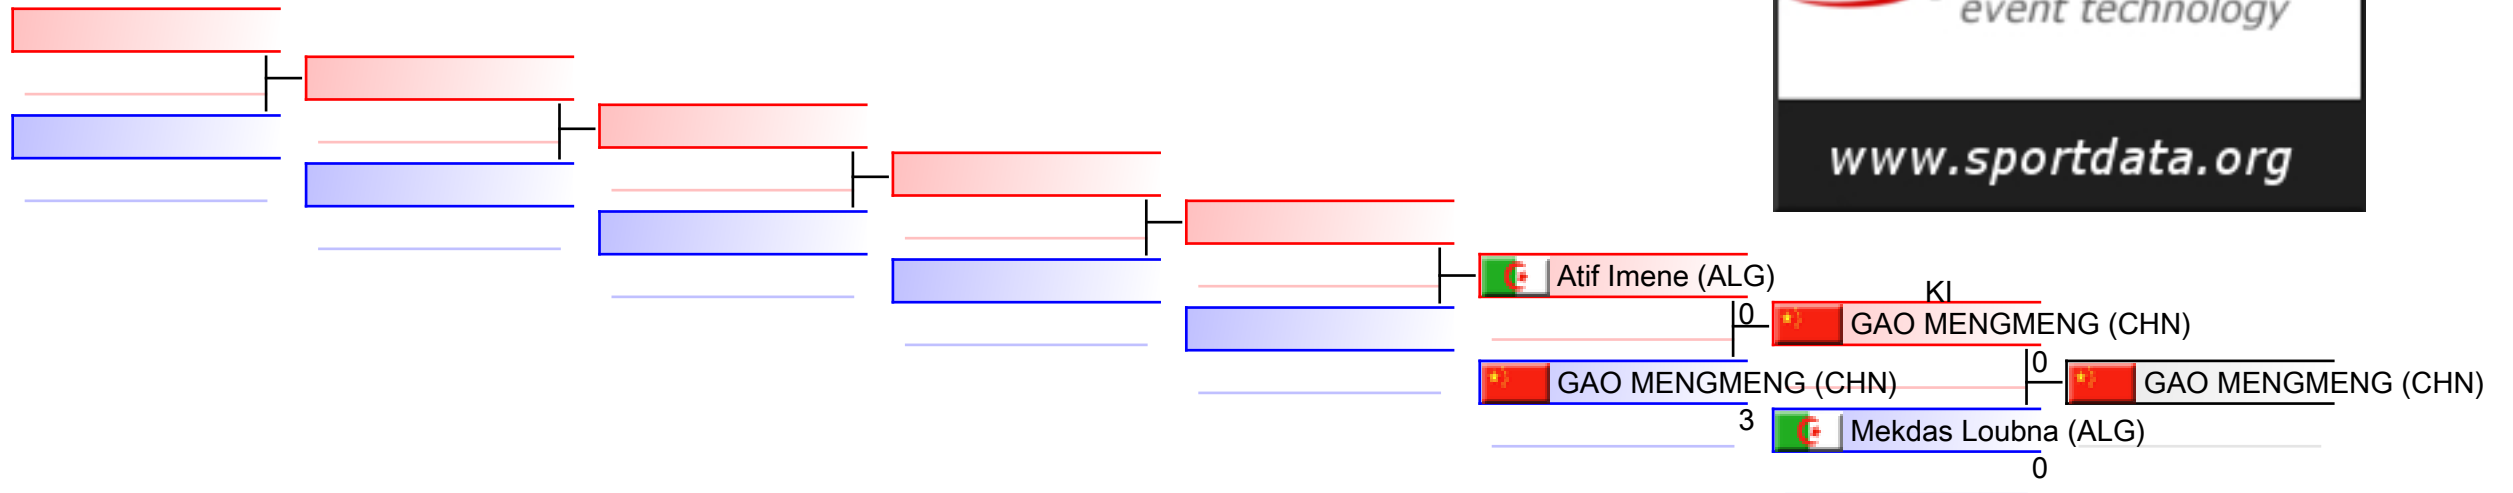 event technology
www.sportdata.org
Atif Imene (ALG)
0
KI
GAO MENGMENG (CHN)
0
GAO MENGMENG (CHN)
3
GAO MENGMENG (CHN)
Mekdas Loubna (ALG)
0